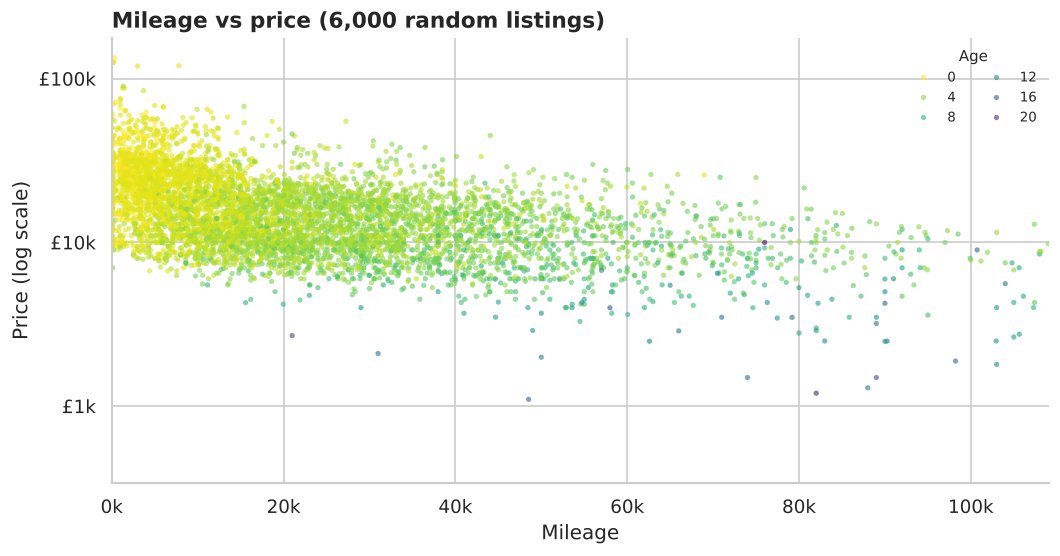 Mileage vs price (6,000 random listings)
Age
0 12
4 16
8 20
£100k
£10k
£1k
Price (log scale)
0k 20k 40k 60k 80k 100k
Mileage